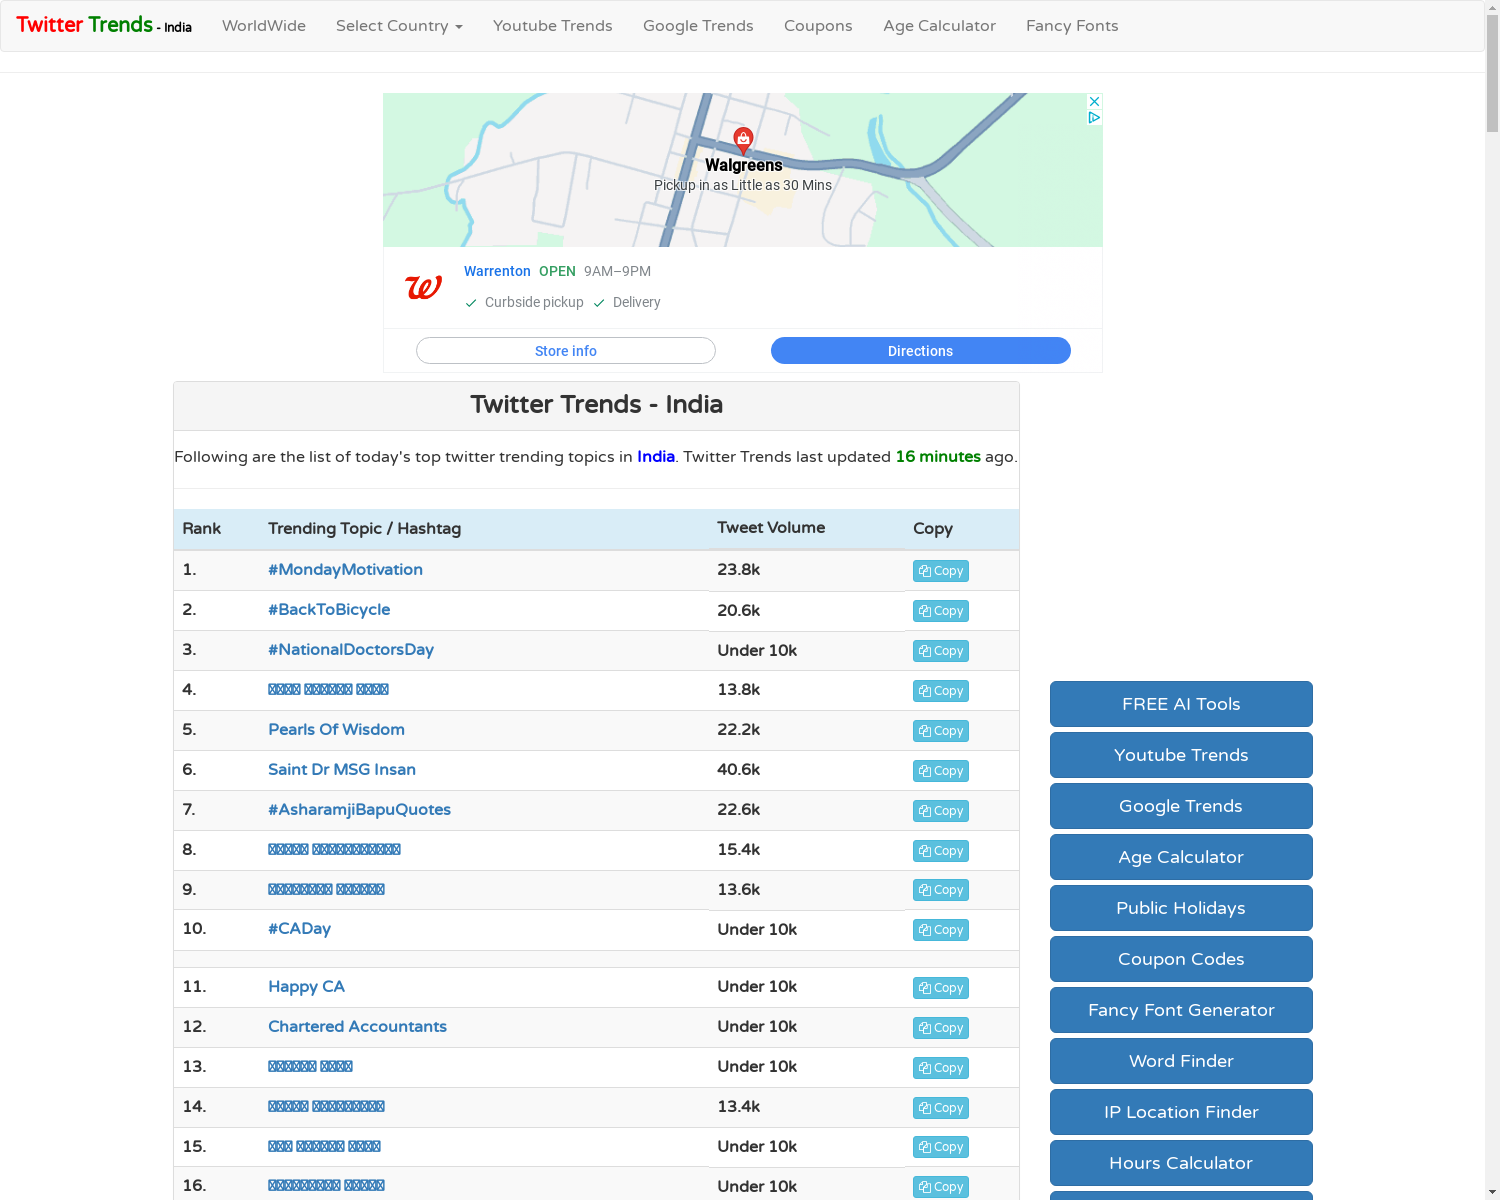 Twitter Trends - India WorldWide Select Country Youtube Trends Google Trends Coupons Age Calculator Fancy Fonts
Walgreens
Pickup in as Little as 30 Mins
Warrenton OPEN 9AM–9PM
Curbside pickup Delivery
Store info Directions
Twitter Trends - India
Following are the list of today's top twitter trending topics in India. Twitter Trends last updated 16 minutes ago.
Rank Trending Topic / Hashtag Tweet Volume Copy
1. #MondayMotivation 23.8k Copy
2. #BackToBicycle 20.6k Copy
3. #NationalDoctorsDay Under 10k Copy
4. 13.8k Copy
5. Pearls Of Wisdom 22.2k Copy
6. Saint Dr MSG Insan 40.6k Copy
7. #AsharamjiBapuQuotes 22.6k Copy
8. 15.4k Copy
9. 13.6k Copy
10. #CADay Under 10k Copy
11. Happy CA Under 10k Copy
12. Chartered Accountants Under 10k Copy
13. Under 10k Copy
14. 13.4k Copy
15. Under 10k Copy
16. Under 10k Copy
FREE AI Tools
Youtube Trends
Google Trends
Age Calculator
Public Holidays
Coupon Codes
Fancy Font Generator
Word Finder
IP Location Finder
Hours Calculator